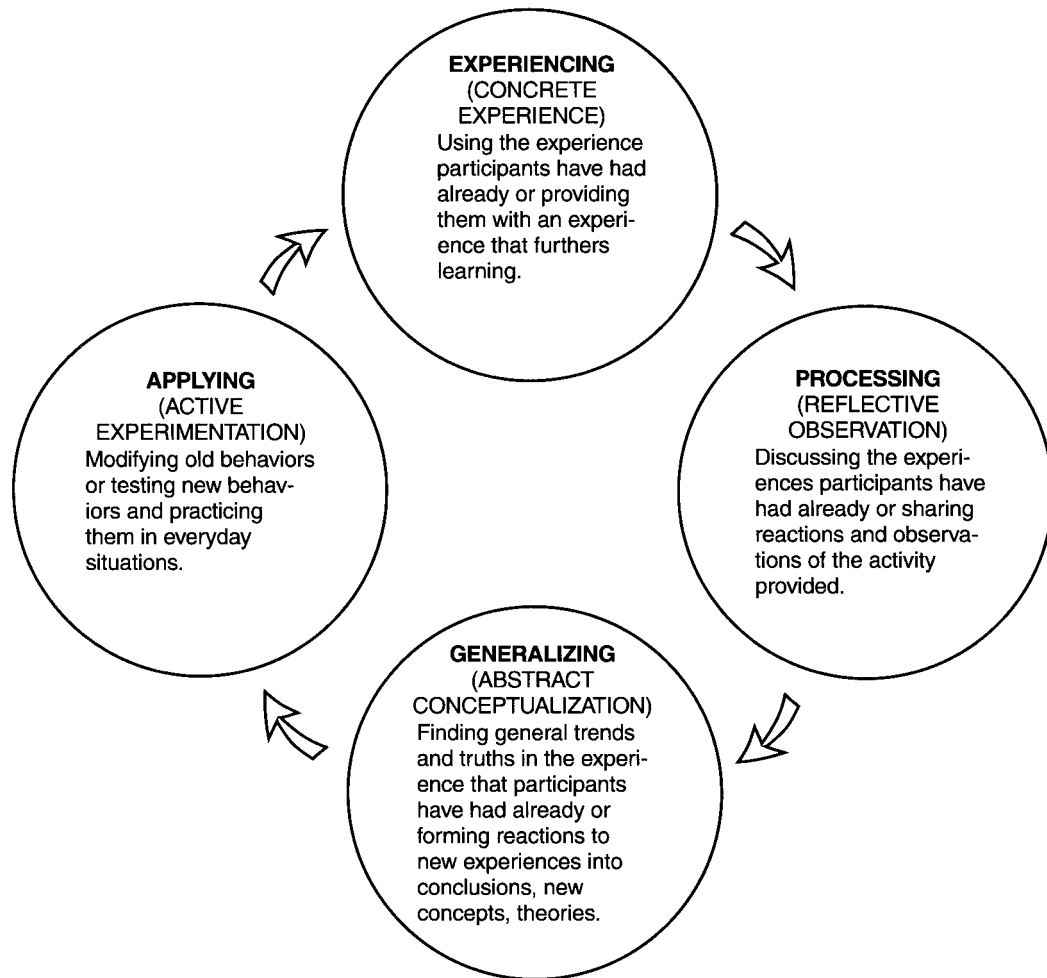 EXPERIENCING
(CONCRETE
EXPERIENCE)
Using the experience
participants have had
already or providing
them with an experi-
ence that furthers
learning.
PROCESSING
(REFLECTIVE
OBSERVATION)
Discussing the experi-
ences participants have
had already or sharing
reactions and observa-
tions of the activity
provided.
GENERALIZING
(ABSTRACT
CONCEPTUALIZATION)
Finding general trends
and truths in the experi-
ence that participants
have had already or
forming reactions to
new experiences into
conclusions, new
concepts, theories.
APPLYING
(ACTIVE
EXPERIMENTATION)
Modifying old behaviors
or testing new behav-
iors and practicing
them in everyday
situations.